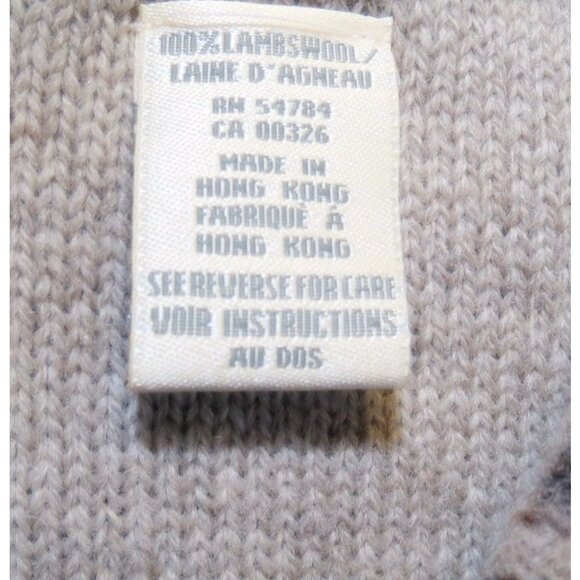 100% LAMBSWOOL/
LAINE D'AGNEAU
RN 54784
CA 00326
MADE IN
HONG KONG
FABRIQUÈ À
HONG KONG
SEE REVERSE FOR CARE
VOIR INSTRUCTIONS
AU DOS